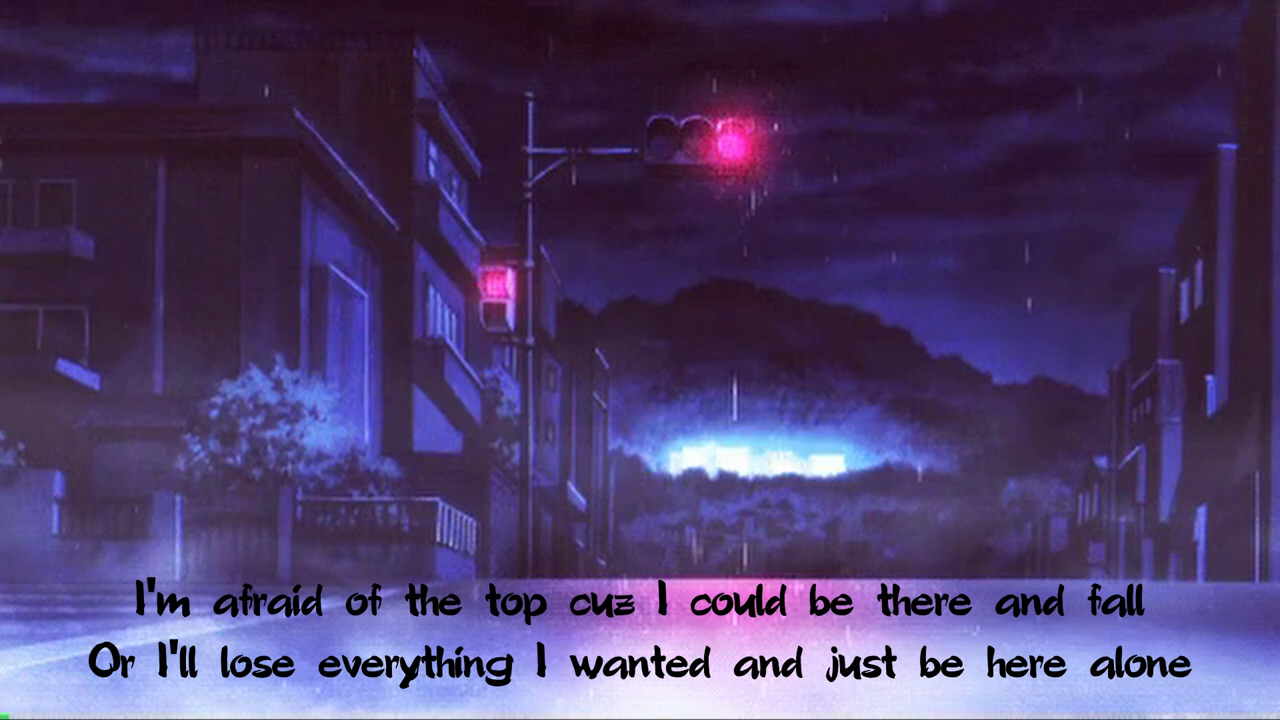 I'm afraid of the top cuz I could be there and fall
Or I'll lose everything I wanted and just be here alone